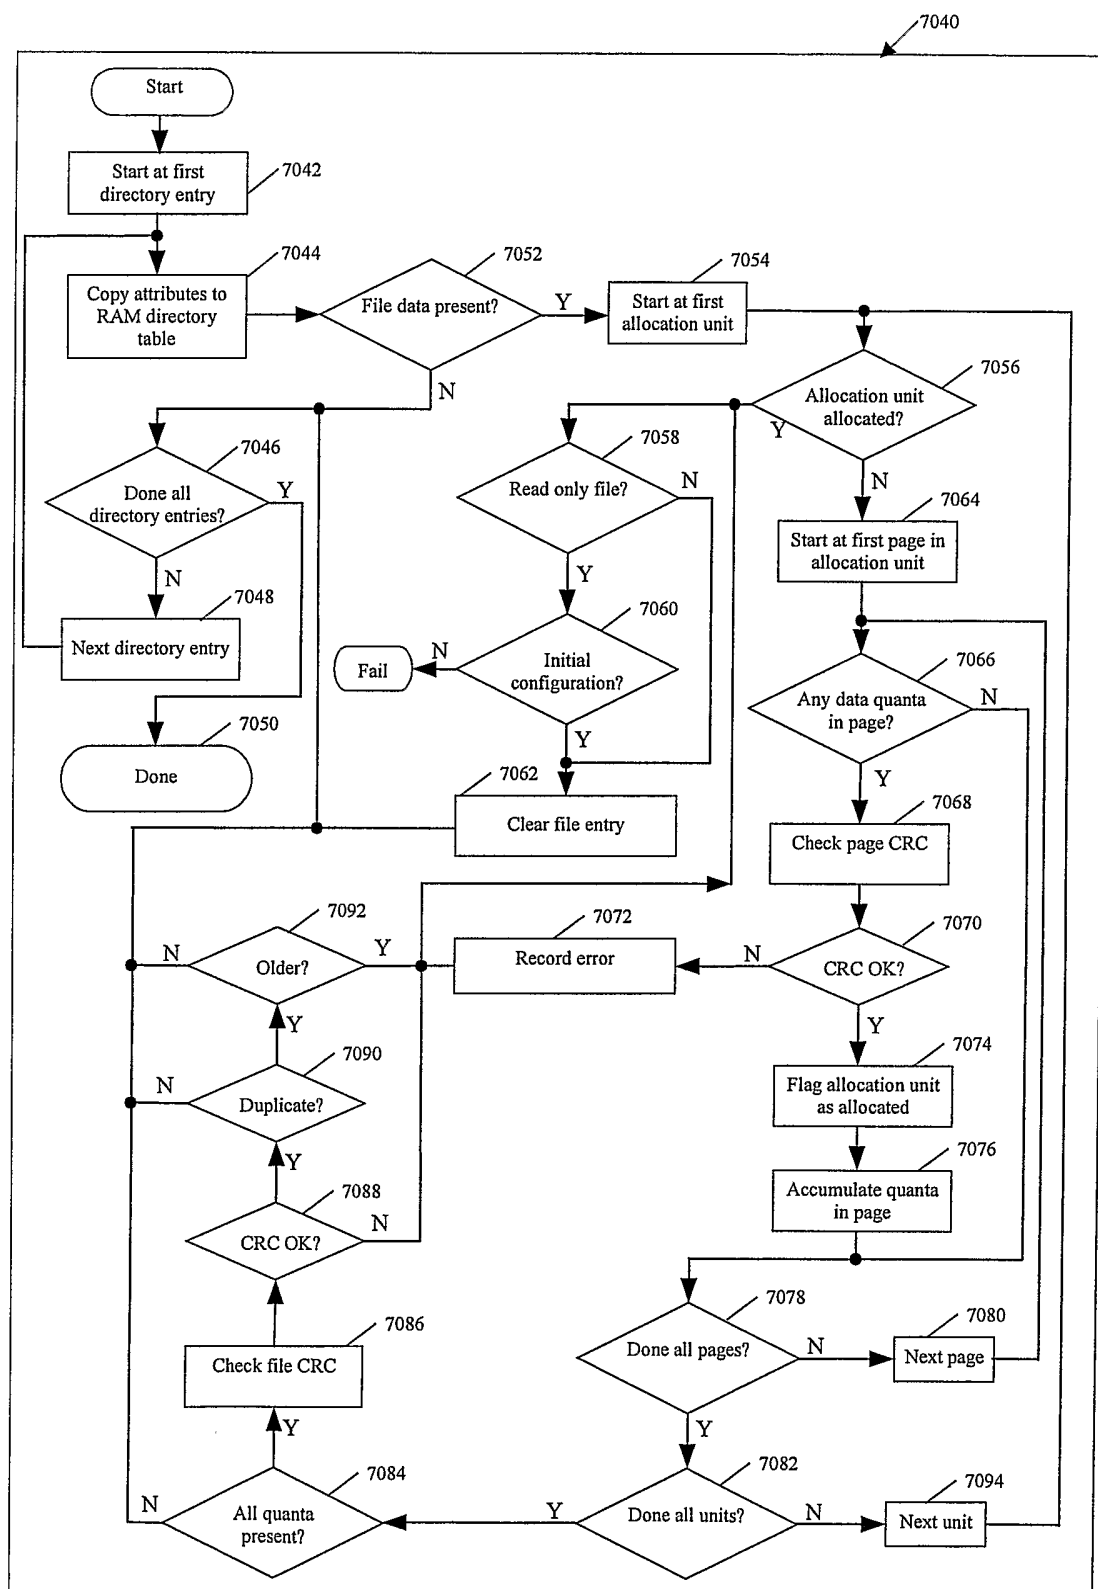 7040
Start
Start at first
directory entry
7042
7044
7052
7054
Copy attributes to
RAM directory
table
File data present?
Y
Start at first
allocation unit
N
7056
Allocation unit
allocated?
Y
N
7046
Done all
directory entries?
Y
N
7058
Read only file?
N
Y
7064
Start at first page in
allocation unit
7048
Next directory entry
7060
Initial
configuration?
N
Fail
Y
7066
Any data quanta
in page?
N
Y
7050
Done
7062
Clear file entry
7068
Check page CRC
7092
Older?
N
Y
7072
Record error
7070
CRC OK?
N
Y
7090
Duplicate?
N
Y
7074
Flag allocation unit
as allocated
7088
CRC OK?
Y
N
7076
Accumulate quanta
in page
7086
Check file CRC
7078
Done all pages?
N
Y
7080
Next page
Y
7084
All quanta
present?
N
7082
Done all units?
Y
N
7094
Next unit